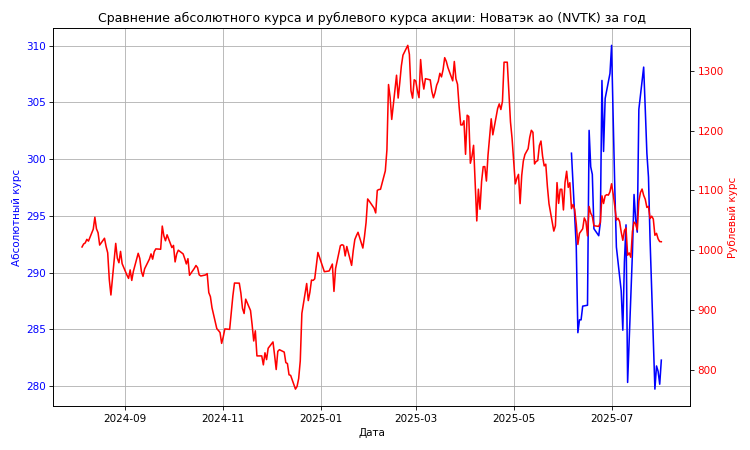 Сравнение абсолютного курса и рублевого курса акции: Новатэк ао (NVTK) за год
310
305
300
295
290
285
280
Абсолютный курс
1300
1200
1100
1000
900
800
Рублевый курс
2024-09 2024-11 2025-01 2025-03 2025-05 2025-07
Дата